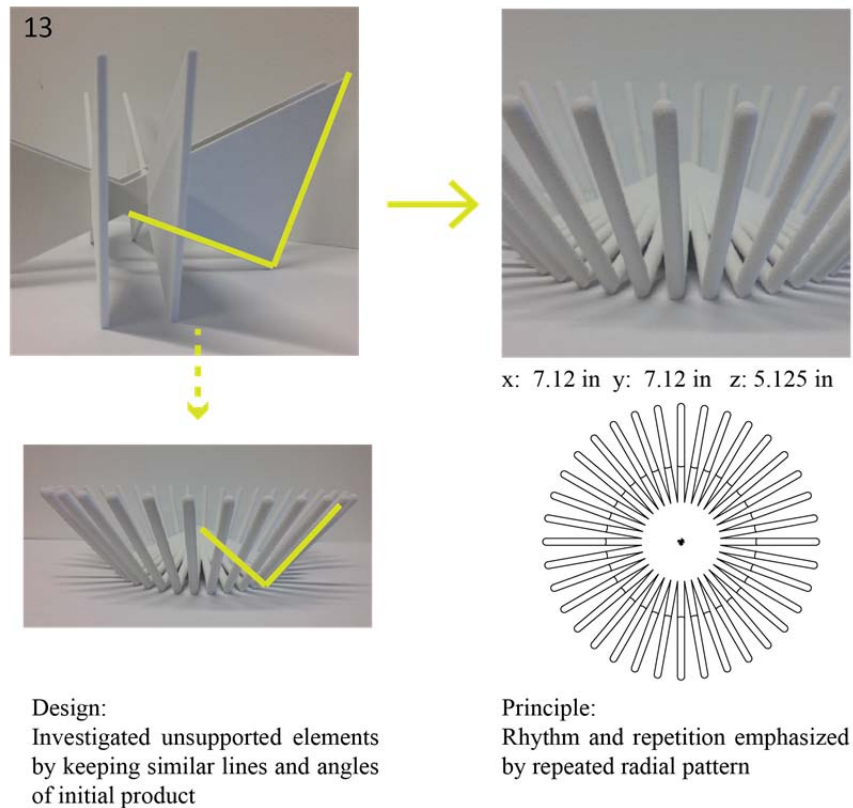 13
x: 7.12 in y: 7.12 in z: 5.125 in
Design:
Investigated unsupported elements
by keeping similar lines and angles
of initial product
Principle:
Rhythm and repetition emphasized
by repeated radial pattern